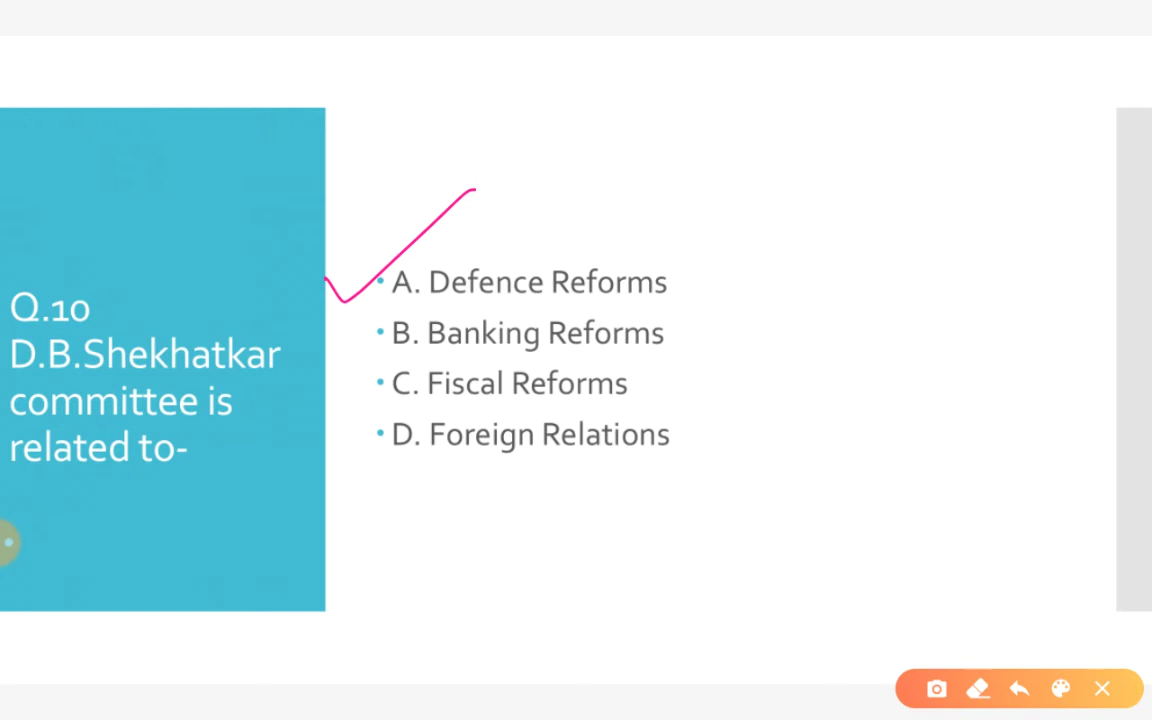 Q.10
D.B.Shekhatkar
committee is
related to-
• A. Defence Reforms
• B. Banking Reforms
• C. Fiscal Reforms
• D. Foreign Relations